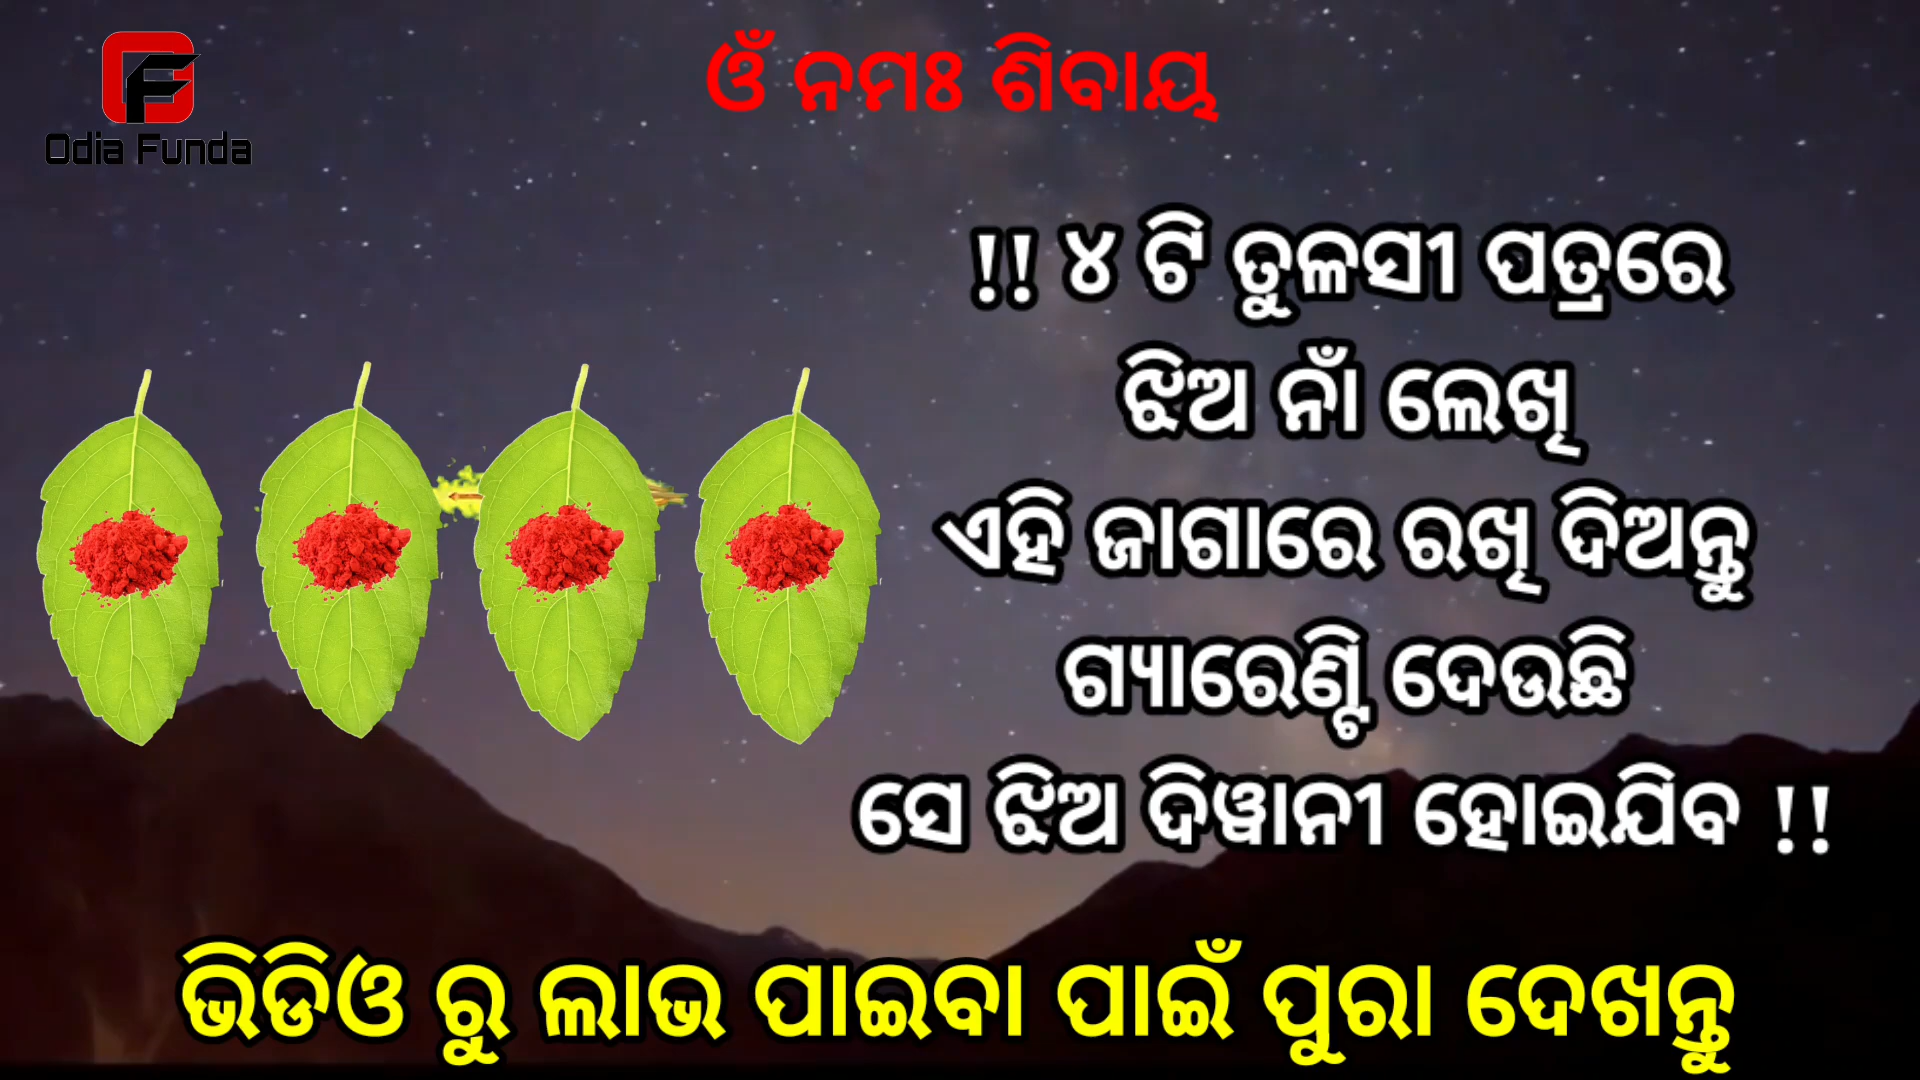 Odia Funda
ଓଁ ନମଃ ଶିବାୟ
!! ୪ ଟି ତୁଳସୀ ପତ୍ରରେ
ଝିଅ ନାଁ ଲେଖି
ଏହି ଜାଗାରେ ରଖି ଦିଅନ୍ତୁ
ଗ୍ୟାରେଣ୍ଟି ଦେଉଛି
ସେ ଝିଅ ଦିୱାନୀ ହୋଇଯିବ !!
ଭିଡିଓ ରୁ ଲାଭ ପାଇବା ପାଇଁ ପୁରା ଦେଖନ୍ତୁ